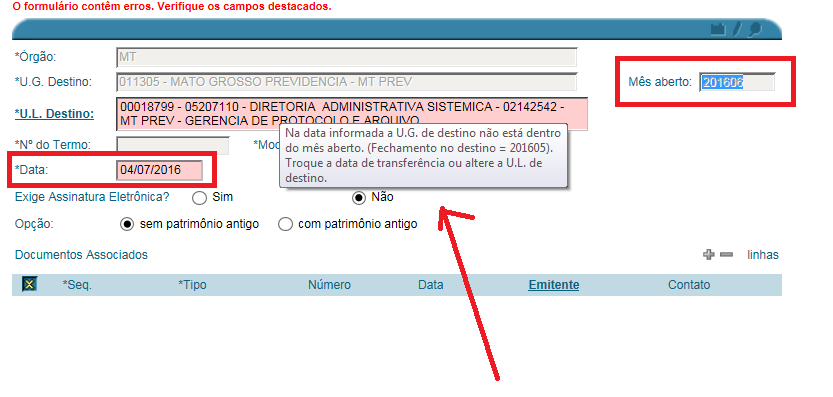 O formulário contêm erros. Verifique os campos destacados.
*Órgão: MT
*U.G. Destino: 011305 - MATO GROSSO PREVIDENCIA - MT PREV Mês aberto: 201606
*U.L. Destino: 00018799 - 05207110 - DIRETORIA ADMINISTRATIVA SISTEMICA - 02142542 -
MT PREV - GERENCIA DE PROTOCOLO E ARQUIVO
*Nº do Termo: *Mod
Na data informada a U.G. de destino não está dentro
do mês aberto. (Fechamento no destino = 201605).
Troque a data de transferência ou altere a U.L. de
destino.
*Data: 04/07/2016
Exige Assinatura Eletrônica? Sim Não
Opção: sem patrimônio antigo com patrimônio antigo
Documentos Associados linhas
*Seq. *Tipo Número Data Emitente Contato